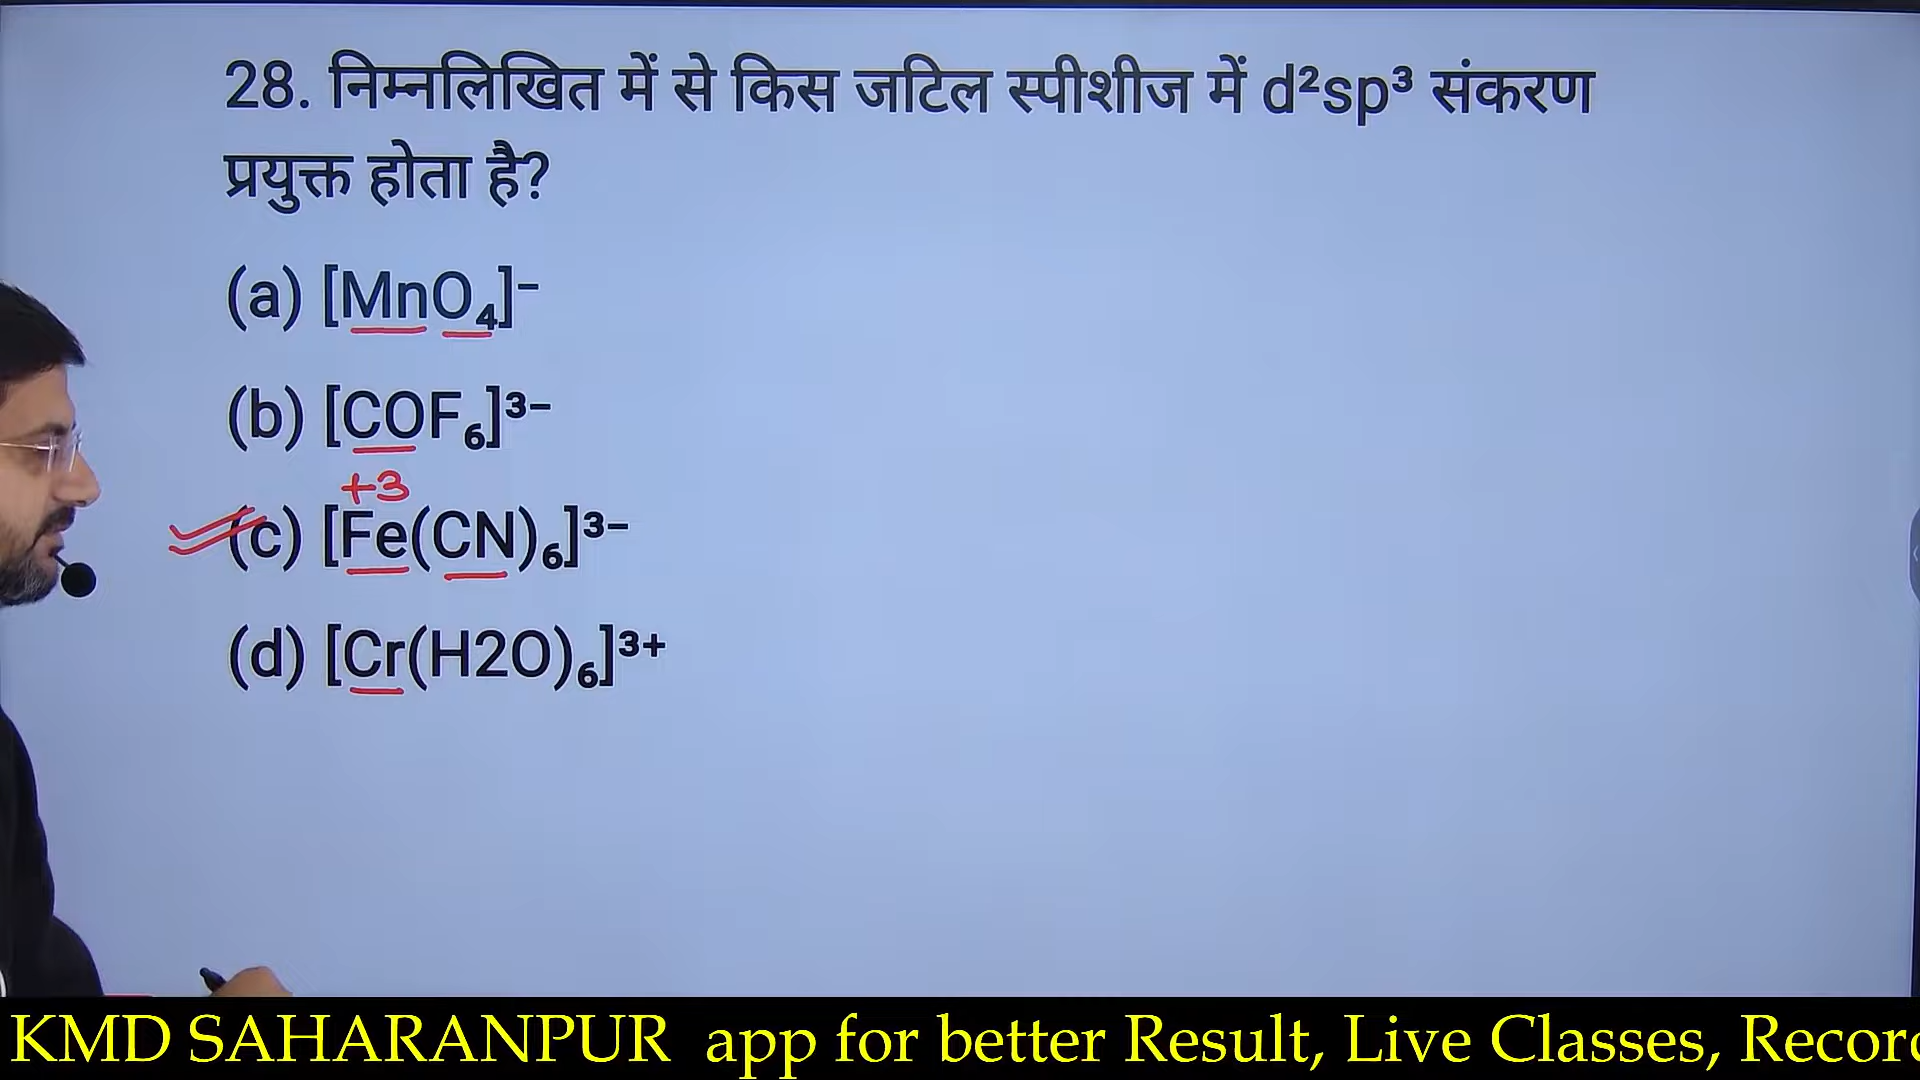 28. निम्नलिखित में से किस जटिल स्पीशीज में d²sp³ संकरण
प्रयुक्त होता है?
(a) [MnO₄]⁻
(b) [COF₆]³⁻
+3
(c) [Fe(CN)₆]³⁻
(d) [Cr(H2O)₆]³⁺
KMD SAHARANPUR app for better Result, Live Classes, Record